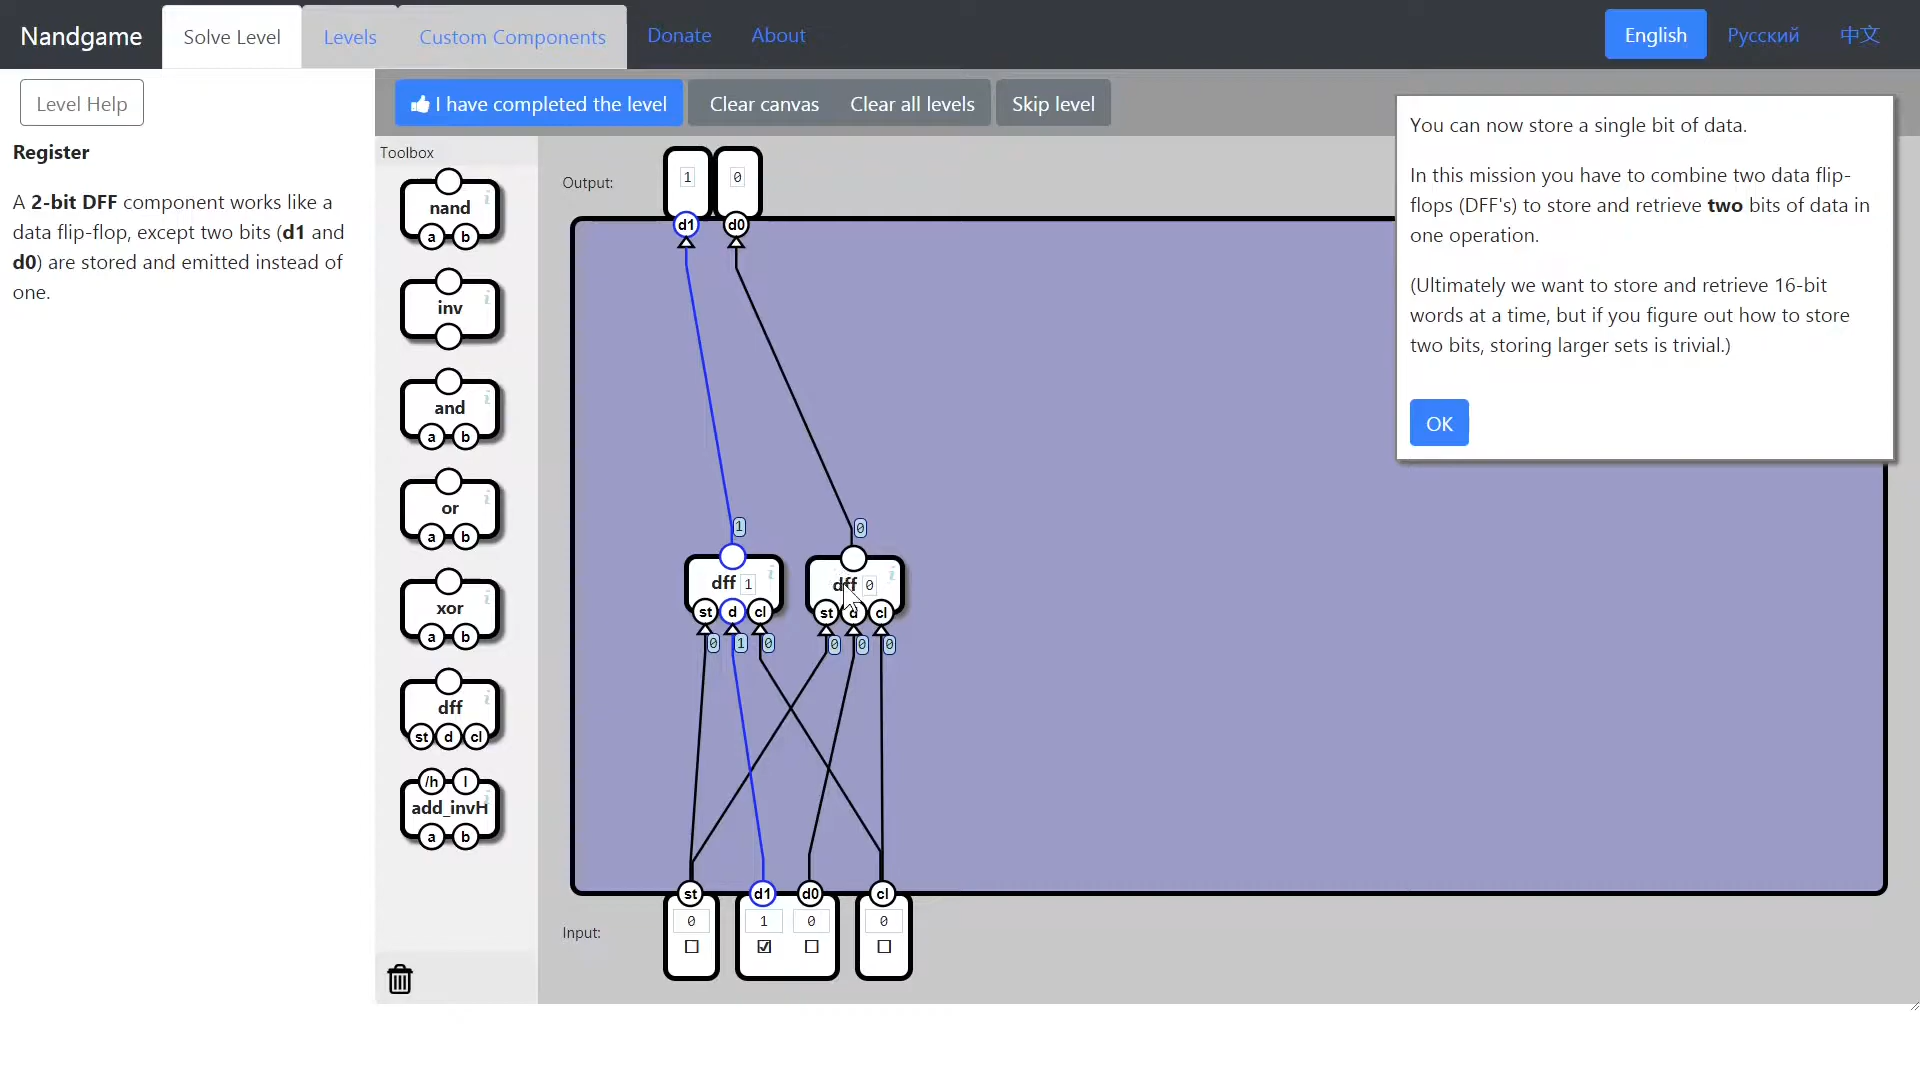 Nandgame
Solve Level
Levels
Custom Components
Donate
About
English
Русский
中文
Level Help
I have completed the level
Clear canvas
Clear all levels
Skip level
Register
A 2-bit DFF component works like a
data flip-flop, except two bits (d1 and
d0) are stored and emitted instead of
one.
Toolbox
nand
i
a b
inv
i
and
i
a b
or
i
a b
xor
i
a b
dff
i
st d cl
/h l
add_invH
a b
Output:
1 0
d1 d0
1 0
dff 1
i
dff 0
i
st d cl
st d cl
0 1 0
0 0 0
st d1 d0 cl
Input:
0 1 0 0
You can now store a single bit of data.
In this mission you have to combine two data flip-
flops (DFF's) to store and retrieve two bits of data in
one operation.
(Ultimately we want to store and retrieve 16-bit
words at a time, but if you figure out how to store
two bits, storing larger sets is trivial.)
OK